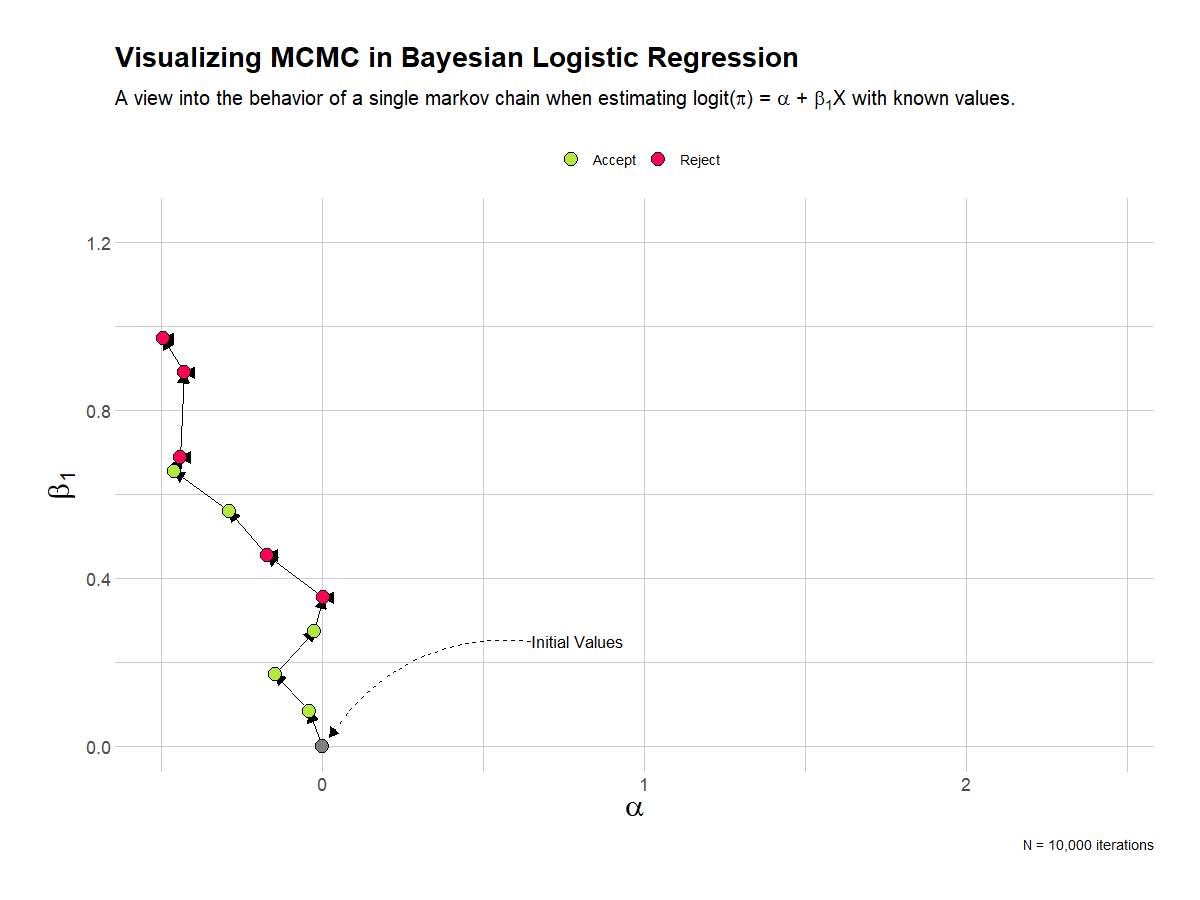 Visualizing MCMC in Bayesian Logistic Regression
A view into the behavior of a single markov chain when estimating logit(π) = α + β₁X with known values.
Accept Reject
1.2
0.8
β₁
0.4
Initial Values
0.0
0 1 2
α
N = 10,000 iterations